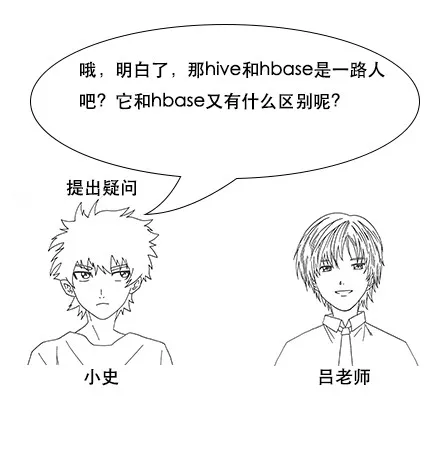 哦，明白了，那hive和hbase是一路人
吧？它和hbase又有什么区别呢？
提出疑问
小史
吕老师